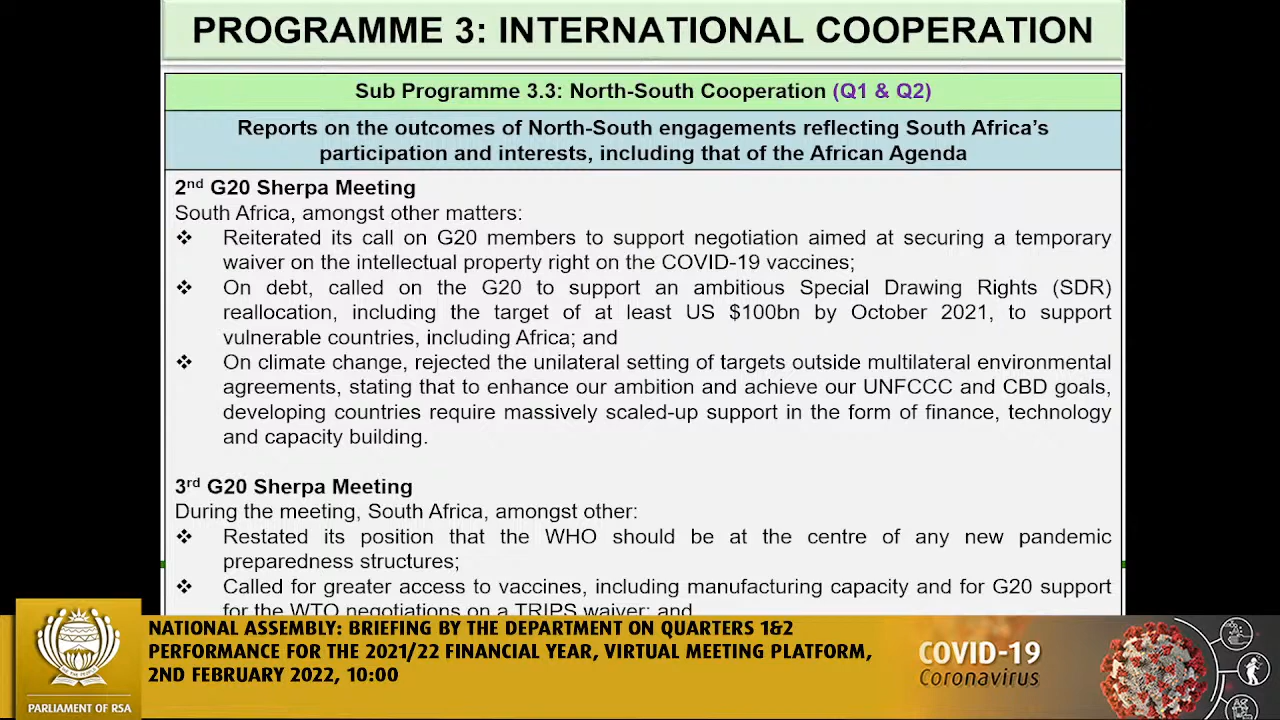 PROGRAMME 3: INTERNATIONAL COOPERATION
Sub Programme 3.3: North-South Cooperation (Q1 & Q2)
Reports on the outcomes of North-South engagements reflecting South Africa's
participation and interests, including that of the African Agenda
2nd G20 Sherpa Meeting
South Africa, amongst other matters:
❖ Reiterated its call on G20 members to support negotiation aimed at securing a temporary
waiver on the intellectual property right on the COVID-19 vaccines;
❖ On debt, called on the G20 to support an ambitious Special Drawing Rights (SDR)
reallocation, including the target of at least US $100bn by October 2021, to support
vulnerable countries, including Africa; and
❖ On climate change, rejected the unilateral setting of targets outside multilateral environmental
agreements, stating that to enhance our ambition and achieve our UNFCCC and CBD goals,
developing countries require massively scaled-up support in the form of finance, technology
and capacity building.
3rd G20 Sherpa Meeting
During the meeting, South Africa, amongst other:
❖ Restated its position that the WHO should be at the centre of any new pandemic
preparedness structures;
❖ Called for greater access to vaccines, including manufacturing capacity and for G20 support
for the WTO negotiations on a TRIPS waiver; and
NATIONAL ASSEMBLY: BRIEFING BY THE DEPARTMENT ON QUARTERS 1&2
PERFORMANCE FOR THE 2021/22 FINANCIAL YEAR, VIRTUAL MEETING PLATFORM,
2ND FEBRUARY 2022, 10:00
PARLIAMENT OF RSA
COVID-19
Coronavirus